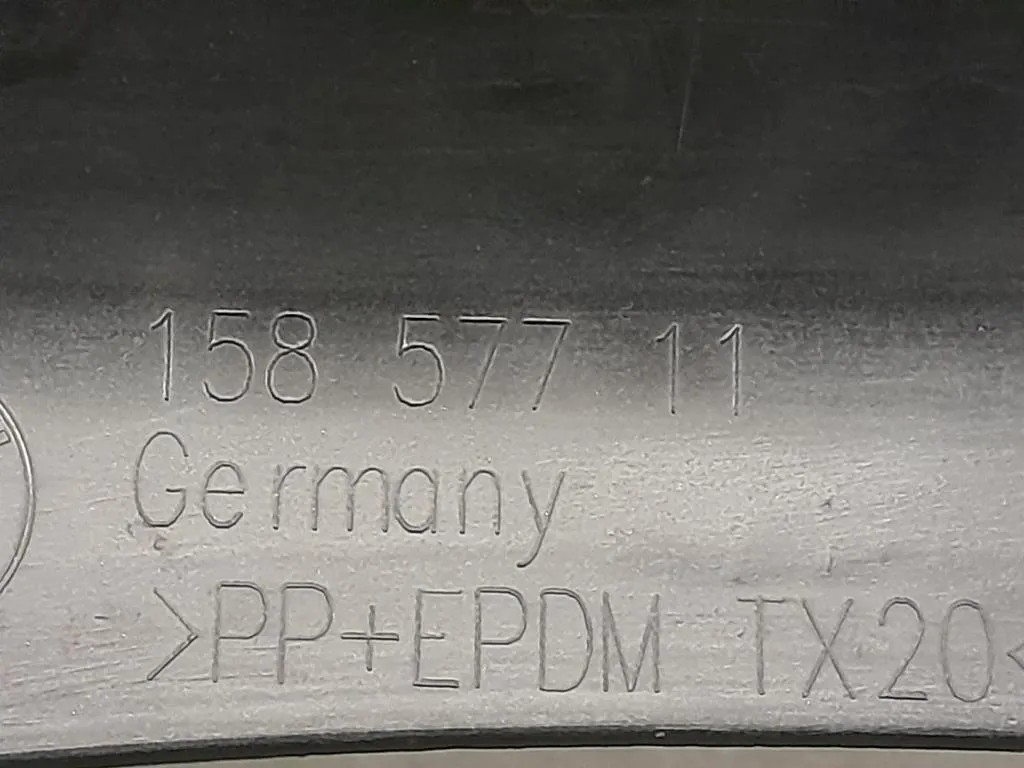 158 577 11
Germany
>PP+EPDM TX20<